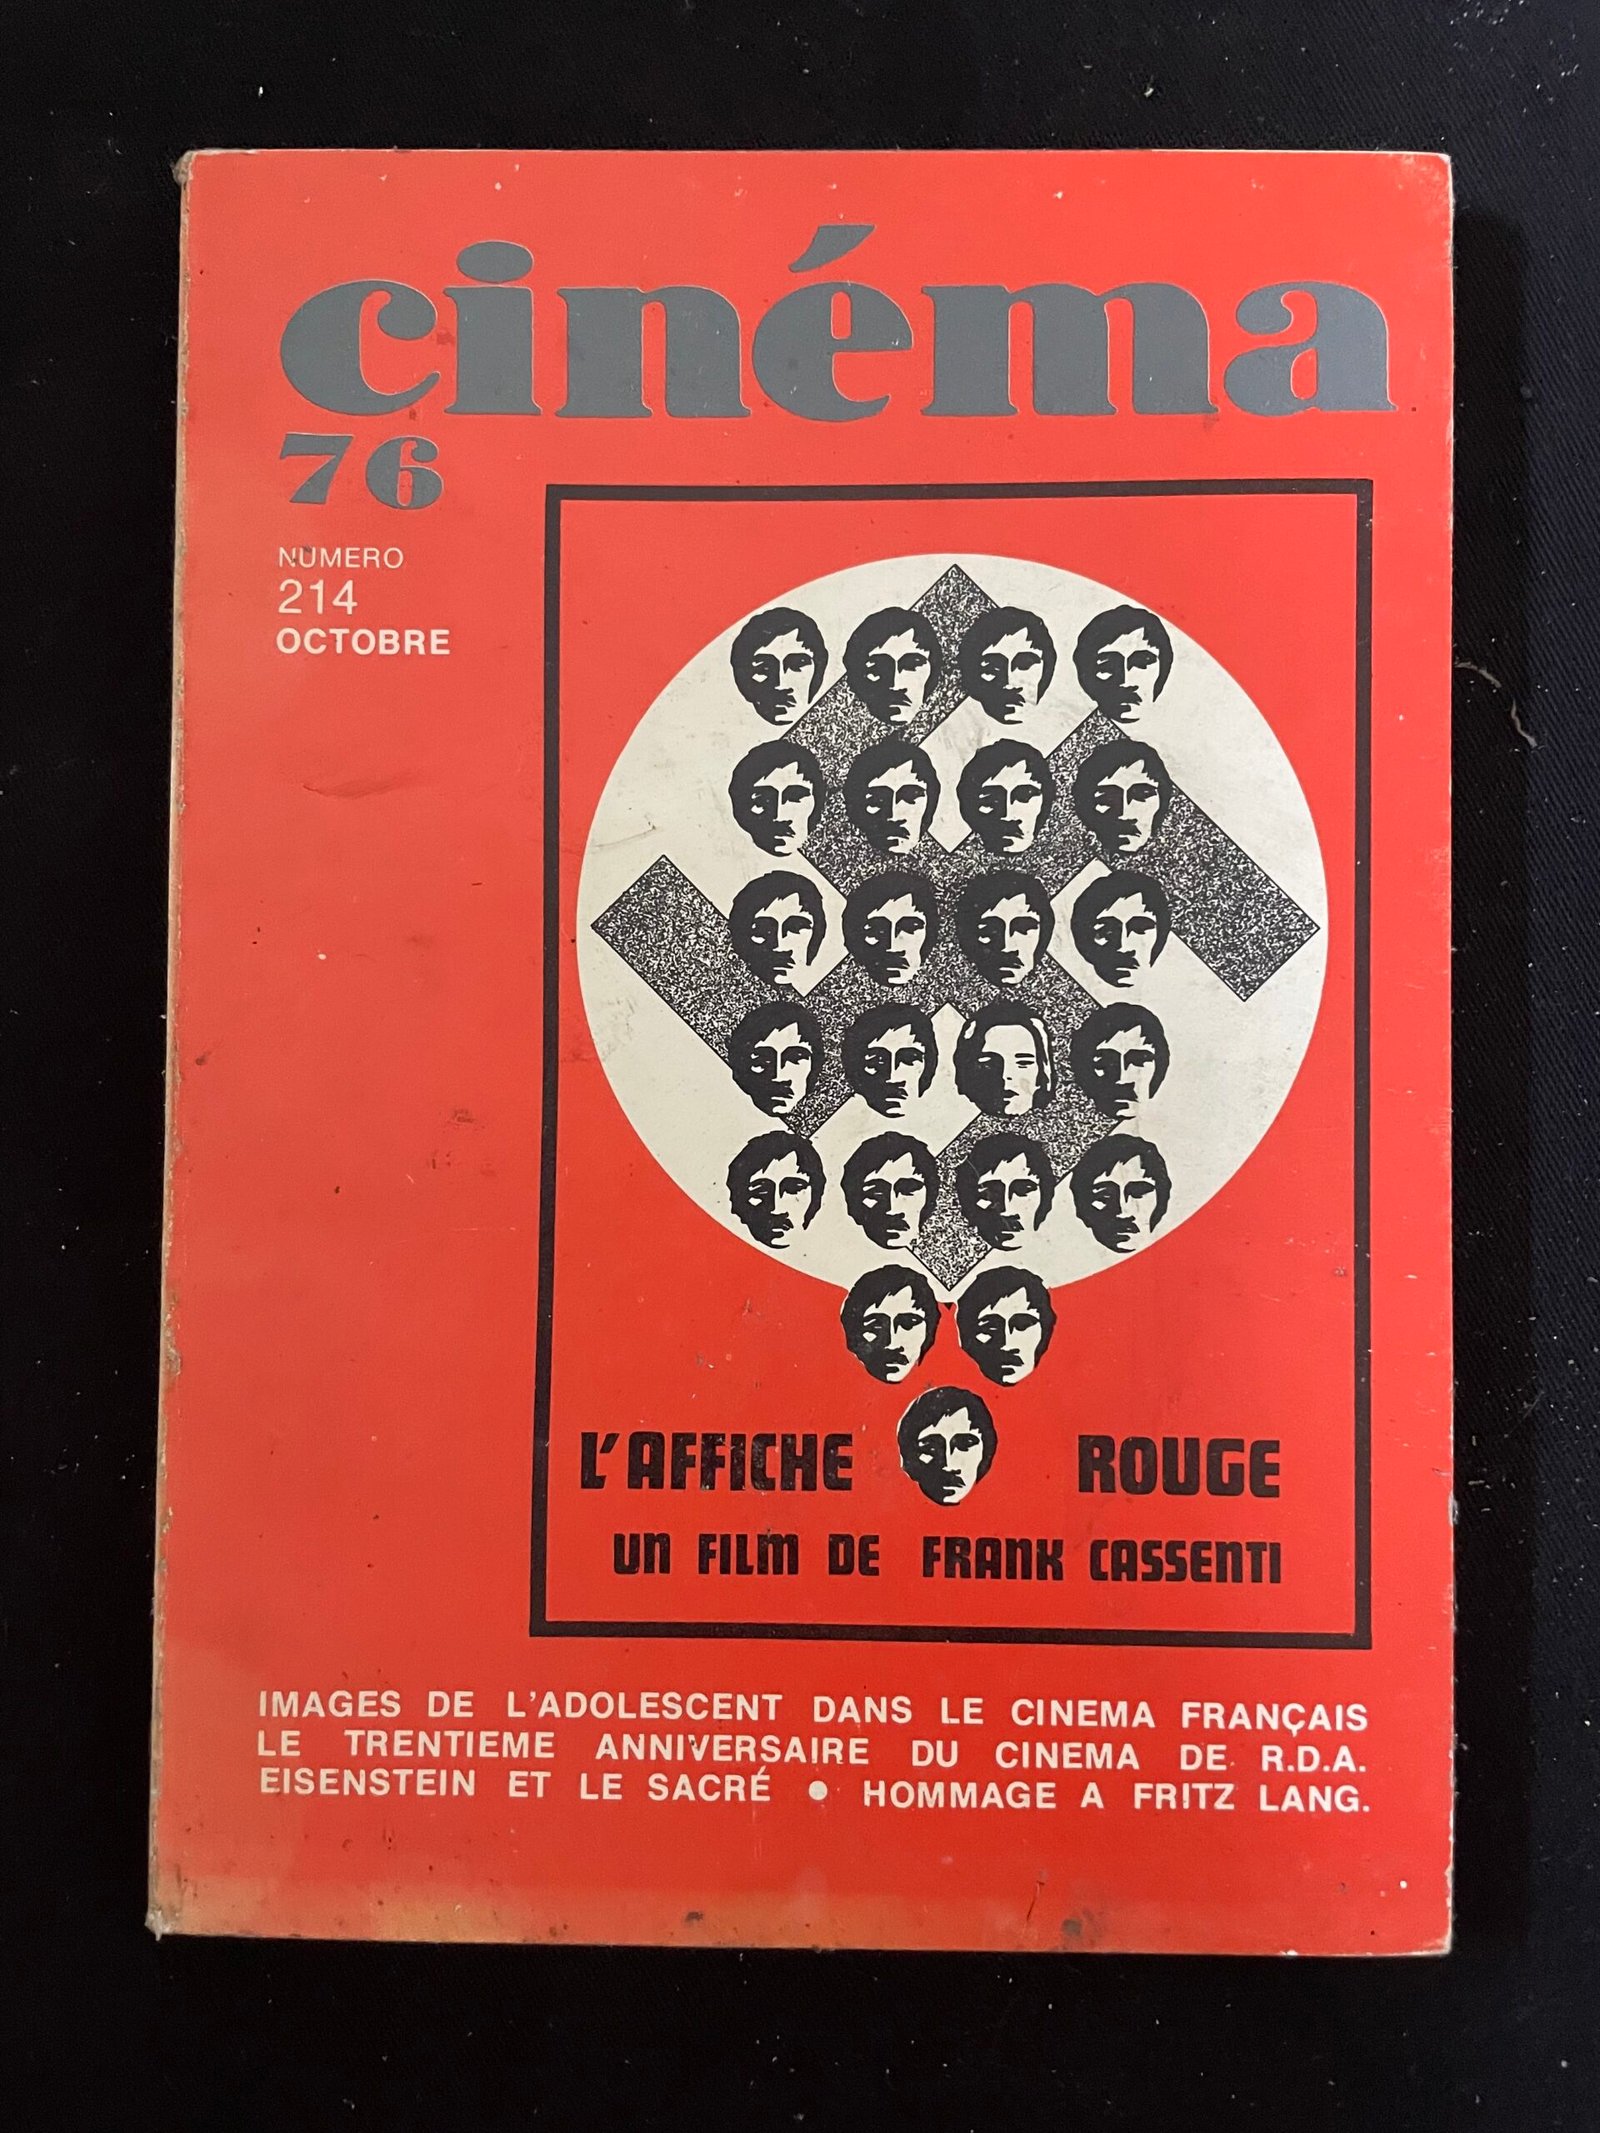 cinéma
76
NUMERO
214
OCTOBRE
L'AFFICHE ROUGE
UN FILM DE FRANK CASSENTI
IMAGES DE L'ADOLESCENT DANS LE CINEMA FRANÇAIS
LE TRENTIEME ANNIVERSAIRE DU CINEMA DE R.D.A.
EISENSTEIN ET LE SACRÉ ● HOMMAGE A FRITZ LANG.